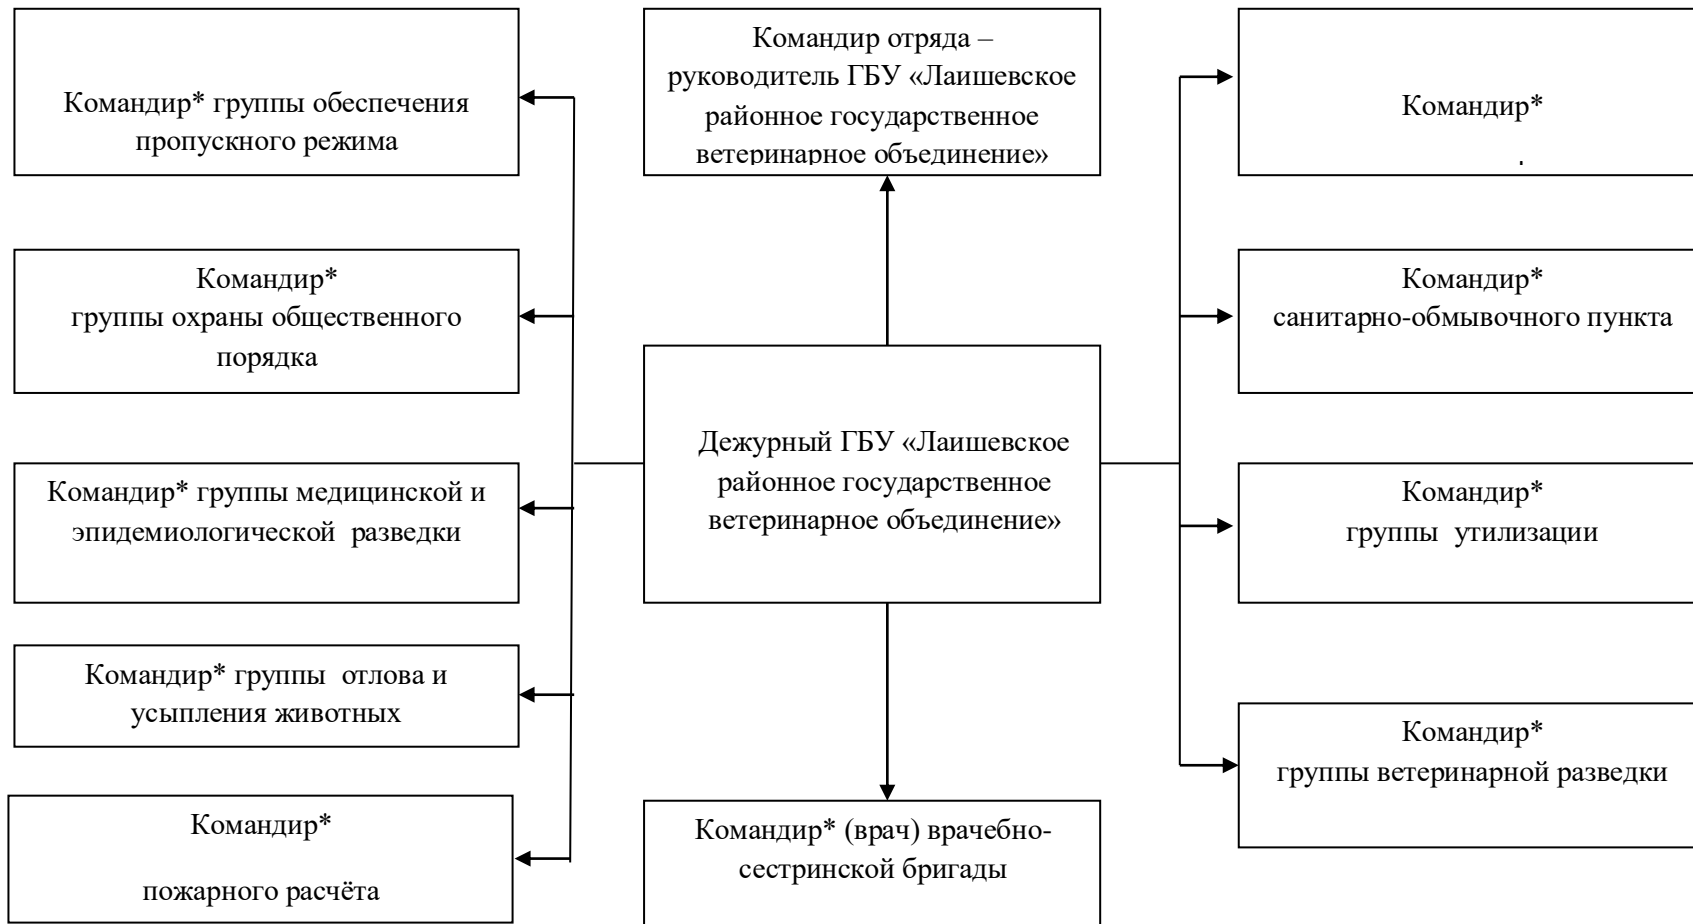 Командир* группы обеспечения
пропускного режима
Командир*
группы охраны общественного
порядка
Командир* группы медицинской и
эпидемиологической разведки
Командир* группы отлова и
усыпления животных
Командир*
пожарного расчёта
Командир отряда –
руководитель ГБУ «Лаишевское
районное государственное
ветеринарное объединение»
Дежурный ГБУ «Лаишевское
районное государственное
ветеринарное объединение»
Командир* (врач) врачебно-
сестринской бригады
Командир*
Командир*
санитарно-обмывочного пункта
Командир*
группы утилизации
Командир*
группы ветеринарной разведки